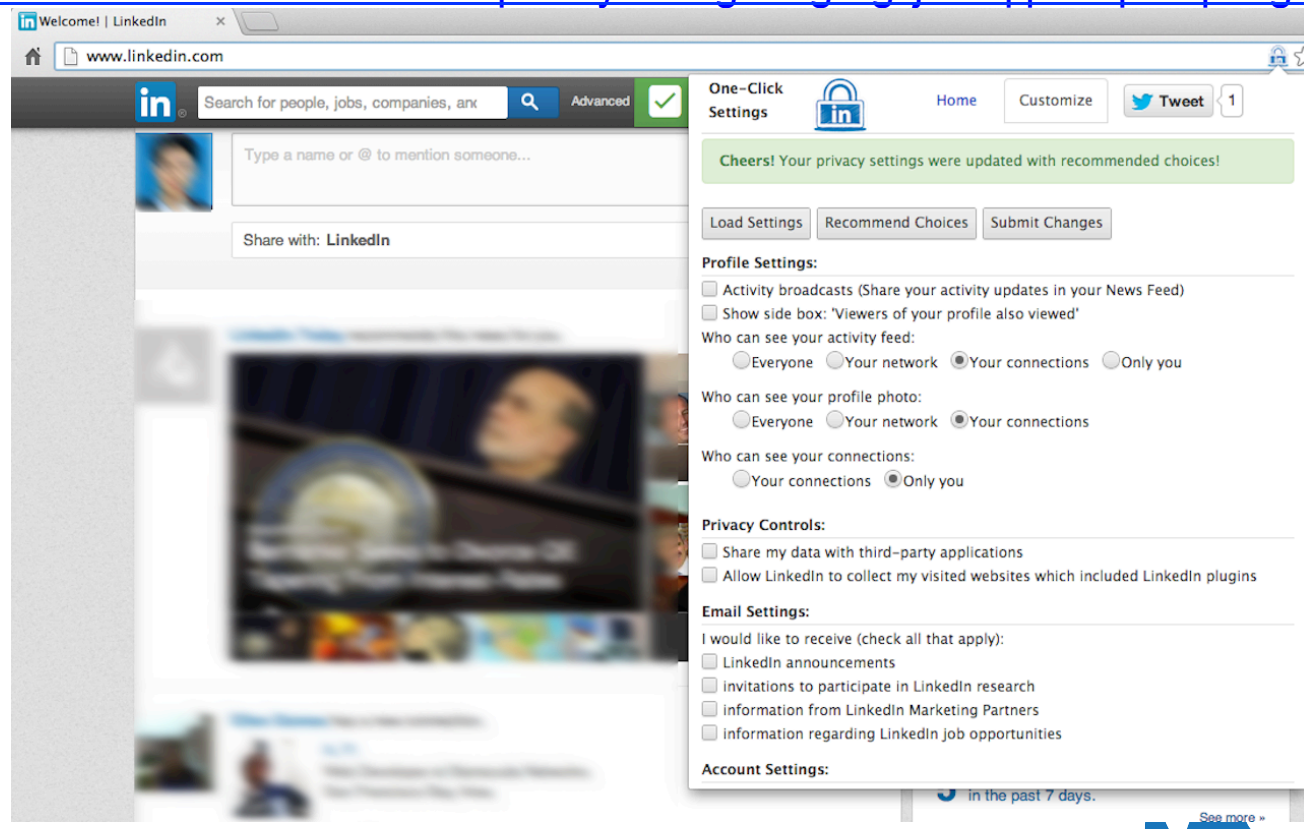 Welcome! | LinkedIn
www.linkedin.com
in
Search for people, jobs, companies, anc
Advanced
Type a name or @ to mention someone...
Share with: LinkedIn
One-Click
Settings
in
Home
Customize
Tweet
1
Cheers! Your privacy settings were updated with recommended choices!
Load Settings
Recommend Choices
Submit Changes
Profile Settings:
Activity broadcasts (Share your activity updates in your News Feed)
Show side box: 'Viewers of your profile also viewed'
Who can see your activity feed:
Everyone Your network Your connections Only you
Who can see your profile photo:
Everyone Your network Your connections
Who can see your connections:
Your connections Only you
Privacy Controls:
Share my data with third-party applications
Allow LinkedIn to collect my visited websites which included LinkedIn plugins
Email Settings:
I would like to receive (check all that apply):
LinkedIn announcements
invitations to participate in LinkedIn research
information from LinkedIn Marketing Partners
information regarding LinkedIn job opportunities
Account Settings:
in the past 7 days.
See more »